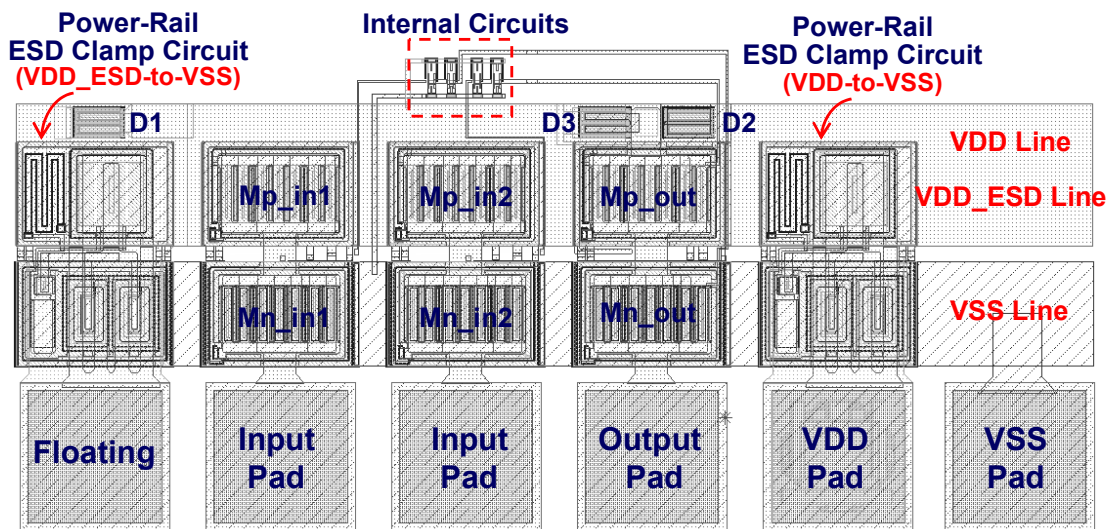 Power-Rail
ESD Clamp Circuit
(VDD_ESD-to-VSS)
Internal Circuits
Power-Rail
ESD Clamp Circuit
(VDD-to-VSS)
D1
D3
D2
VDD Line
Mp_in1
Mp_in2
Mp_out
VDD_ESD Line
Mn_in1
Mn_in2
Mn_out
VSS Line
Floating
Input
Pad
Input
Pad
Output
Pad
VDD
Pad
VSS
Pad